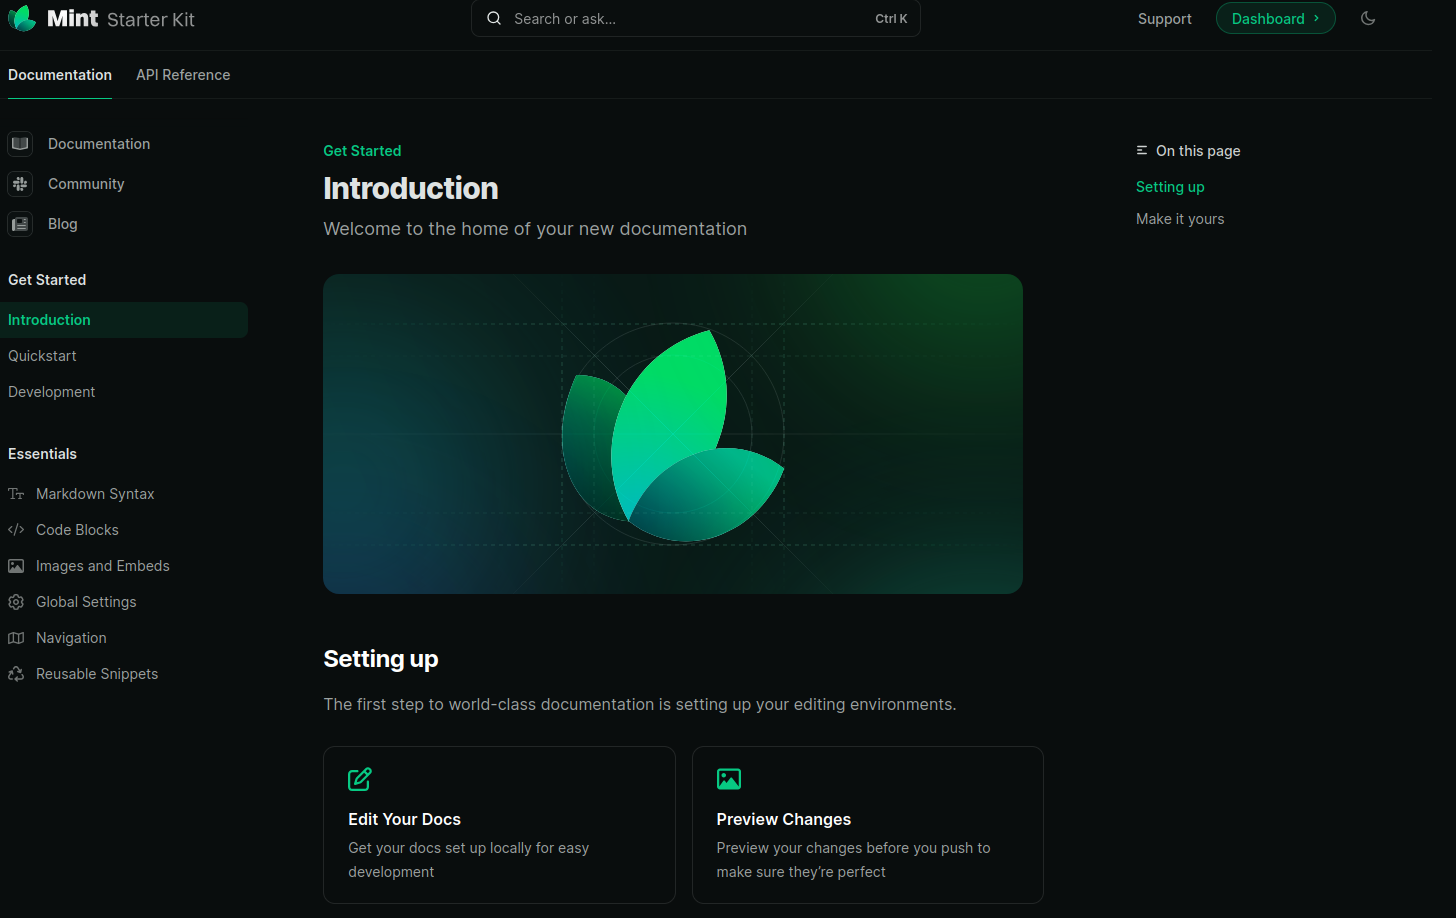 Mint Starter Kit
Search or ask...
Ctrl K
Support
Dashboard
Documentation
API Reference
Documentation
Community
Blog
Get Started
Introduction
Quickstart
Development
Essentials
Markdown Syntax
Code Blocks
Images and Embeds
Global Settings
Navigation
Reusable Snippets
Get Started
Introduction
Welcome to the home of your new documentation
Setting up
The first step to world-class documentation is setting up your editing environments.
Edit Your Docs
Get your docs set up locally for easy
development
Preview Changes
Preview your changes before you push to
make sure they’re perfect
On this page
Setting up
Make it yours